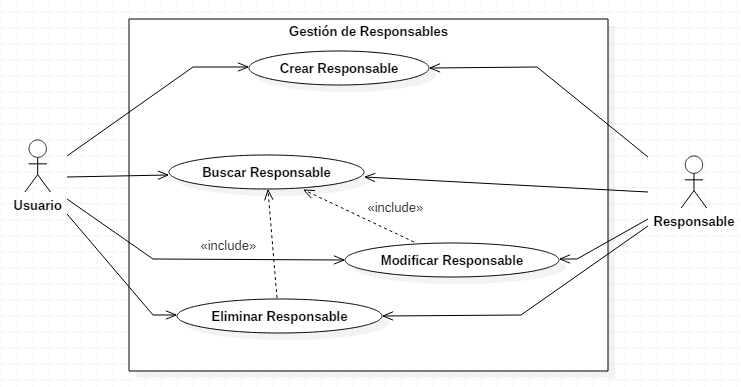 Gestión de Responsables
Crear Responsable
Buscar Responsable
Usuario
«include»
Responsable
«include»
Modificar Responsable
Eliminar Responsable